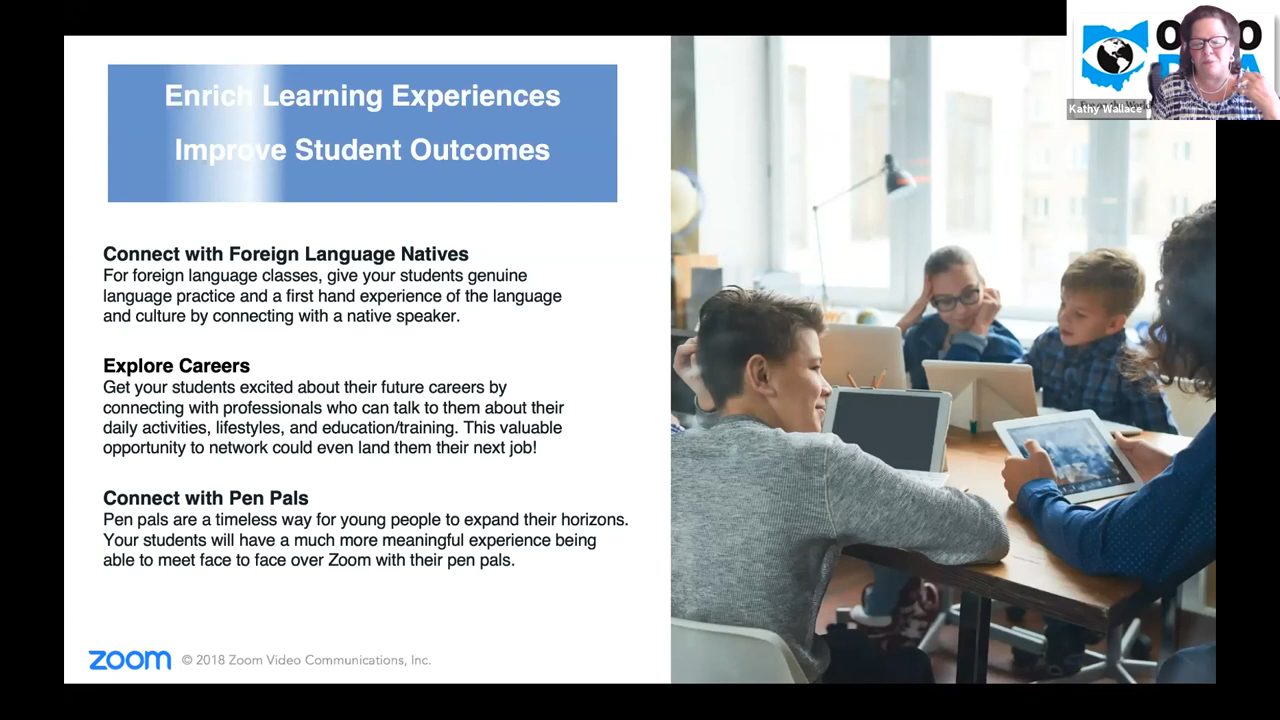 Enrich Learning Experiences
Improve Student Outcomes
Connect with Foreign Language Natives
For foreign language classes, give your students genuine
language practice and a first hand experience of the language
and culture by connecting with a native speaker.
Explore Careers
Get your students excited about their future careers by
connecting with professionals who can talk to them about their
daily activities, lifestyles, and education/training. This valuable
opportunity to network could even land them their next job!
Connect with Pen Pals
Pen pals are a timeless way for young people to expand their horizons.
Your students will have a much more meaningful experience being
able to meet face to face over Zoom with their pen pals.
zoom © 2018 Zoom Video Communications, Inc.
Kathy Wallace